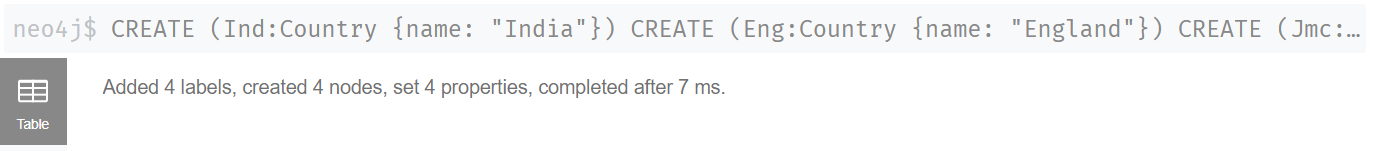 neo4j$ CREATE (Ind:Country {name: "India"}) CREATE (Eng:Country {name: "England"}) CREATE (Jmc:…
Added 4 labels, created 4 nodes, set 4 properties, completed after 7 ms.
Table